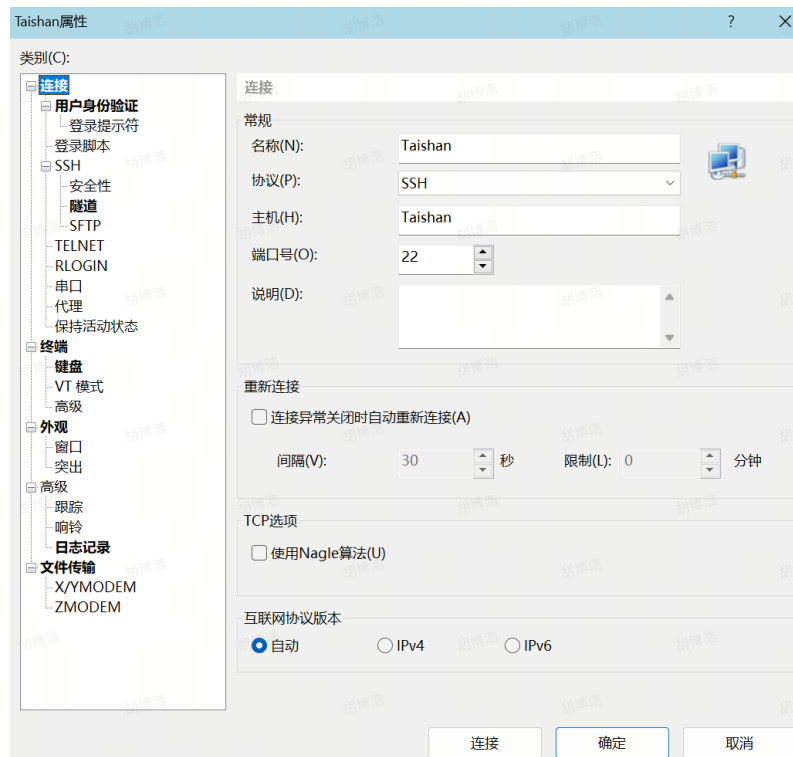 Taishan属性
?
类别(C):
连接
用户身份验证
登录提示符
登录脚本
SSH
安全性
隧道
SFTP
TELNET
RLOGIN
串口
代理
保持活动状态
终端
键盘
VT 模式
高级
外观
窗口
突出
高级
跟踪
响铃
日志记录
文件传输
X/YMODEM
ZMODEM
连接
常规
名称(N):
Taishan
协议(P):
SSH
主机(H):
Taishan
端口号(O):
22
说明(D):
重新连接
连接异常关闭时自动重新连接(A)
间隔(V): 30 秒 限制(L): 0 分钟
TCP选项
使用Nagle算法(U)
互联网协议版本
自动 IPv4 IPv6
连接 确定 取消
胡博浩